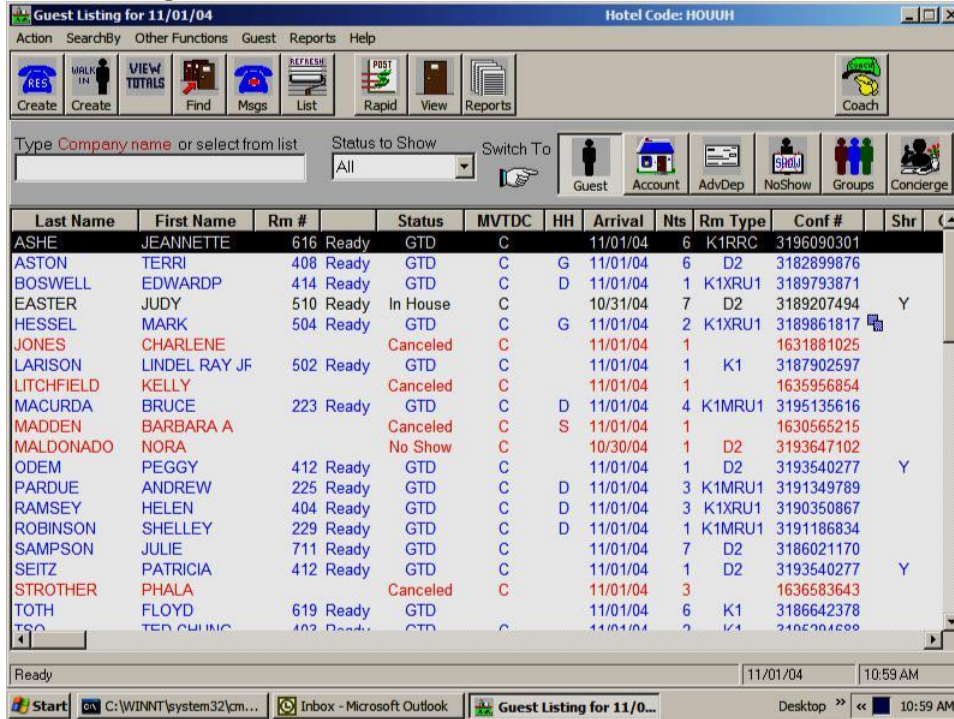 Guest Listing for 11/01/04 Hotel Code: HOUUH
Action SearchBy Other Functions Guest Reports Help
RES WALK IN VIEW TOTALS REFRESH POST COACH
Create Create Find Msgs List Rapid View Reports Coach
Type Company name or select from list Status to Show Switch To
All SHOW
Guest Account AdvDep NoShow Groups Concierge
Last Name First Name Rm # Status MVTDC HH Arrival Nts Rm Type Conf # Shr
ASHE JEANNETTE 616 Ready GTD C 11/01/04 6 K1RRC 3196090301
ASTON TERRI 408 Ready GTD C G 11/01/04 6 D2 3182899876
BOSWELL EDWARDP 414 Ready GTD C D 11/01/04 1 K1XRU1 3189793871
EASTER JUDY 510 Ready In House C 10/31/04 7 D2 3189207494 Y
HESSEL MARK 504 Ready GTD C G 11/01/04 2 K1XRU1 3189861817
JONES CHARLENE Canceled C 11/01/04 1 1631881025
LARISON LINDEL RAY JF 502 Ready GTD C 11/01/04 1 K1 3187902597
LITCHFIELD KELLY Canceled C 11/01/04 1 1635956854
MACURDA BRUCE 223 Ready GTD C D 11/01/04 4 K1MRU1 3195135616
MADDEN BARBARA A Canceled C S 11/01/04 1 1630565215
MALDONADO NORA No Show C 10/30/04 1 D2 3193647102
ODEM PEGGY 412 Ready GTD C 11/01/04 1 D2 3193540277 Y
PARDUE ANDREW 225 Ready GTD C D 11/01/04 3 K1MRU1 3191349789
RAMSEY HELEN 404 Ready GTD C D 11/01/04 3 K1XRU1 3190350867
ROBINSON SHELLEY 229 Ready GTD C D 11/01/04 1 K1MRU1 3191186834
SAMPSON JULIE 711 Ready GTD C 11/01/04 7 D2 3186021170
SEITZ PATRICIA 412 Ready GTD C 11/01/04 1 D2 3193540277 Y
STROTHER PHALA Canceled C 11/01/04 3 1636583643
TOTH FLOYD 619 Ready GTD 11/01/04 6 K1 3186642378
TSO TED CHUNG 403 Ready GTD C 11/01/04 K1
Ready 11/01/04 10:59 AM
Start C:\WINNT\system32\cm... Inbox - Microsoft Outlook Guest Listing for 11/0... Desktop » « 10:59 AM